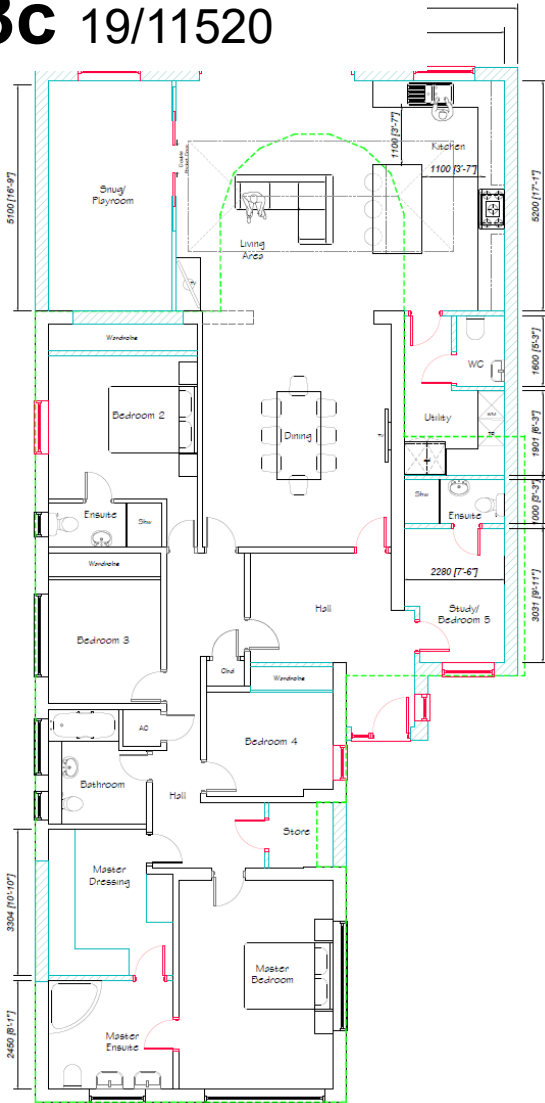 3c 19/11520
Kitchen
1100 [3'-7"]
1100 [3'-7"]
5100 [16'-9"]
5200 [17'-1"]
Snug/
Playroom
Living
Area
Wardrobe
WC
1600 [5'-3"]
Bedroom 2
Utility
1901 [6'-3"]
Dining
Ensuite
Shw
Shw
Ensuite
1000 [3'-3"]
Wardrobe
2280 [7'-6"]
Hall
Study/
Bedroom 5
3031 [9'-11"]
Bedroom 3
Cbd
Wardrobe
AC
Bedroom 4
Bathroom
Hall
Store
Master
Dressing
3304 [10'-10"]
Master
Bedroom
Master
Ensuite
2450 [8'-1"]